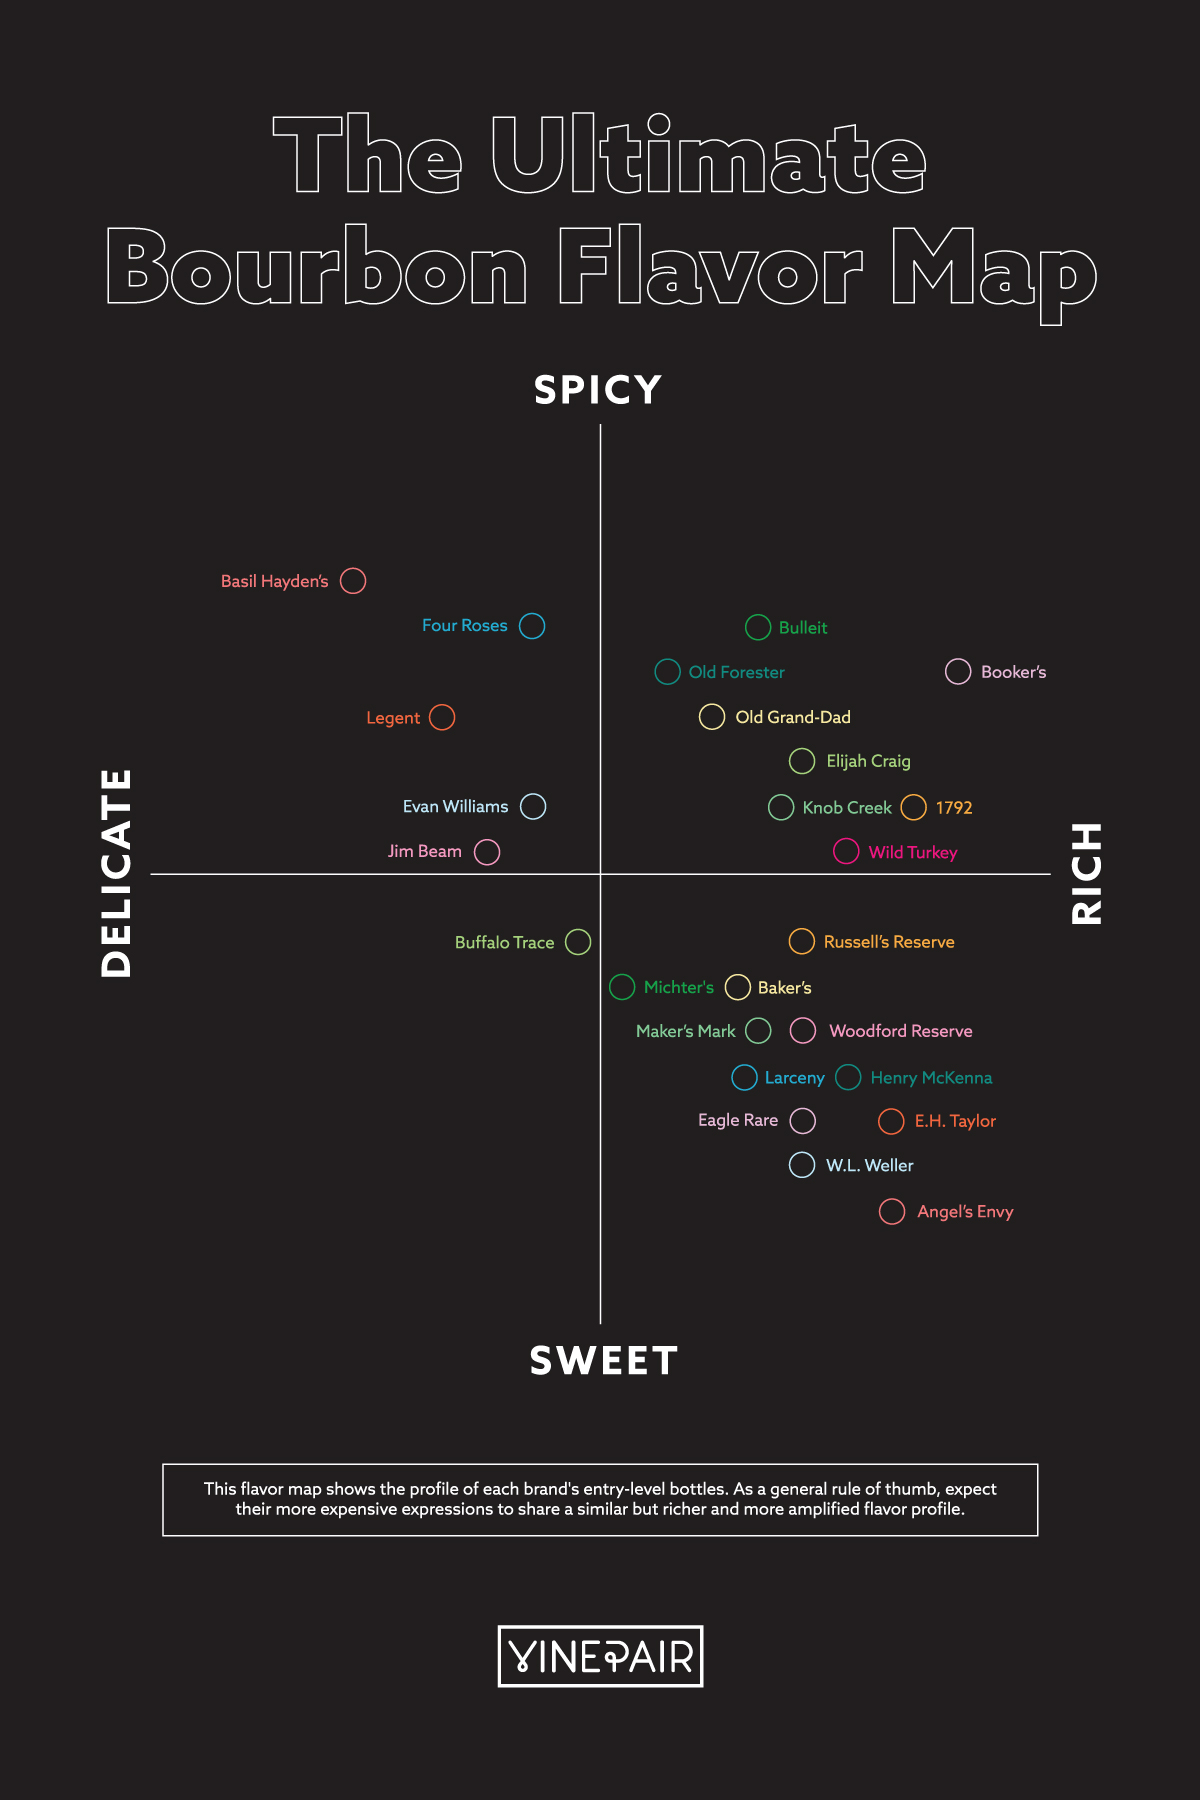 The Ultimate
Bourbon Flavor Map
SPICY
Basil Hayden’s
Four Roses
Bulleit
Old Forester
Booker’s
Legent
Old Grand-Dad
Elijah Craig
Evan Williams
Knob Creek
1792
Jim Beam
Wild Turkey
DELICATE
RICH
Buffalo Trace
Russell’s Reserve
Michter's
Baker’s
Maker’s Mark
Woodford Reserve
Larceny
Henry McKenna
Eagle Rare
E.H. Taylor
W.L. Weller
Angel’s Envy
SWEET
This flavor map shows the profile of each brand's entry-level bottles. As a general rule of thumb, expect
their more expensive expressions to share a similar but richer and more amplified flavor profile.
VINEPAIR